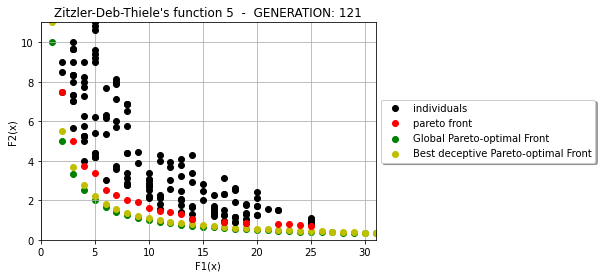 Zitzler-Deb-Thiele's function 5 - GENERATION: 121
10
8
6
4
2
0
F2(x)
0 5 10 15 20 25 30
F1(x)
individuals
pareto front
Global Pareto-optimal Front
Best deceptive Pareto-optimal Front